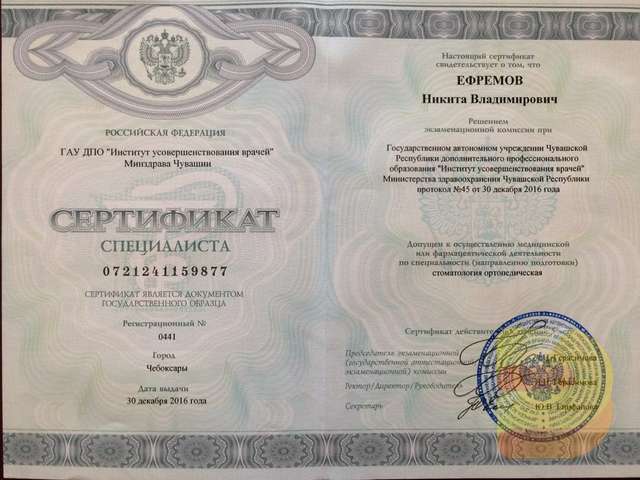 РОССИЙСКАЯ ФЕДЕРАЦИЯ
ГАУ ДПО "Институт усовершенствования врачей"
Минздрава Чувашии
СЕРТИФИКАТ
СПЕЦИАЛИСТА
0721241159877
СЕРТИФИКАТ ЯВЛЯЕТСЯ ДОКУМЕНТОМ
ГОСУДАРСТВЕННОГО ОБРАЗЦА
Регистрационный №
0441
Город
Чебоксары
Дата выдачи
30 декабря 2016 года
Настоящий сертификат
свидетельствует о том, что
ЕФРЕМОВ
Никита Владимирович
Решением
экзаменационной комиссии при
Государственном автономном учреждении Чувашской
Республики дополнительного профессионального
образования "Институт усовершенствования врачей"
Министерства здравоохранения Чувашской Республики
протокол №45 от 30 декабря 2016 года
Допущен к осуществлению медицинской
или фармацевтической деятельности
по специальности (направлению подготовки)
стоматология ортопедическая
Сертификат действителен
Председатель экзаменационной
(государственной аттестационной)
экзаменационной) комиссии
Герасимова
Ректор/Директор/Руководитель
Герасимова
Секретарь
Ю.В. Епифанова